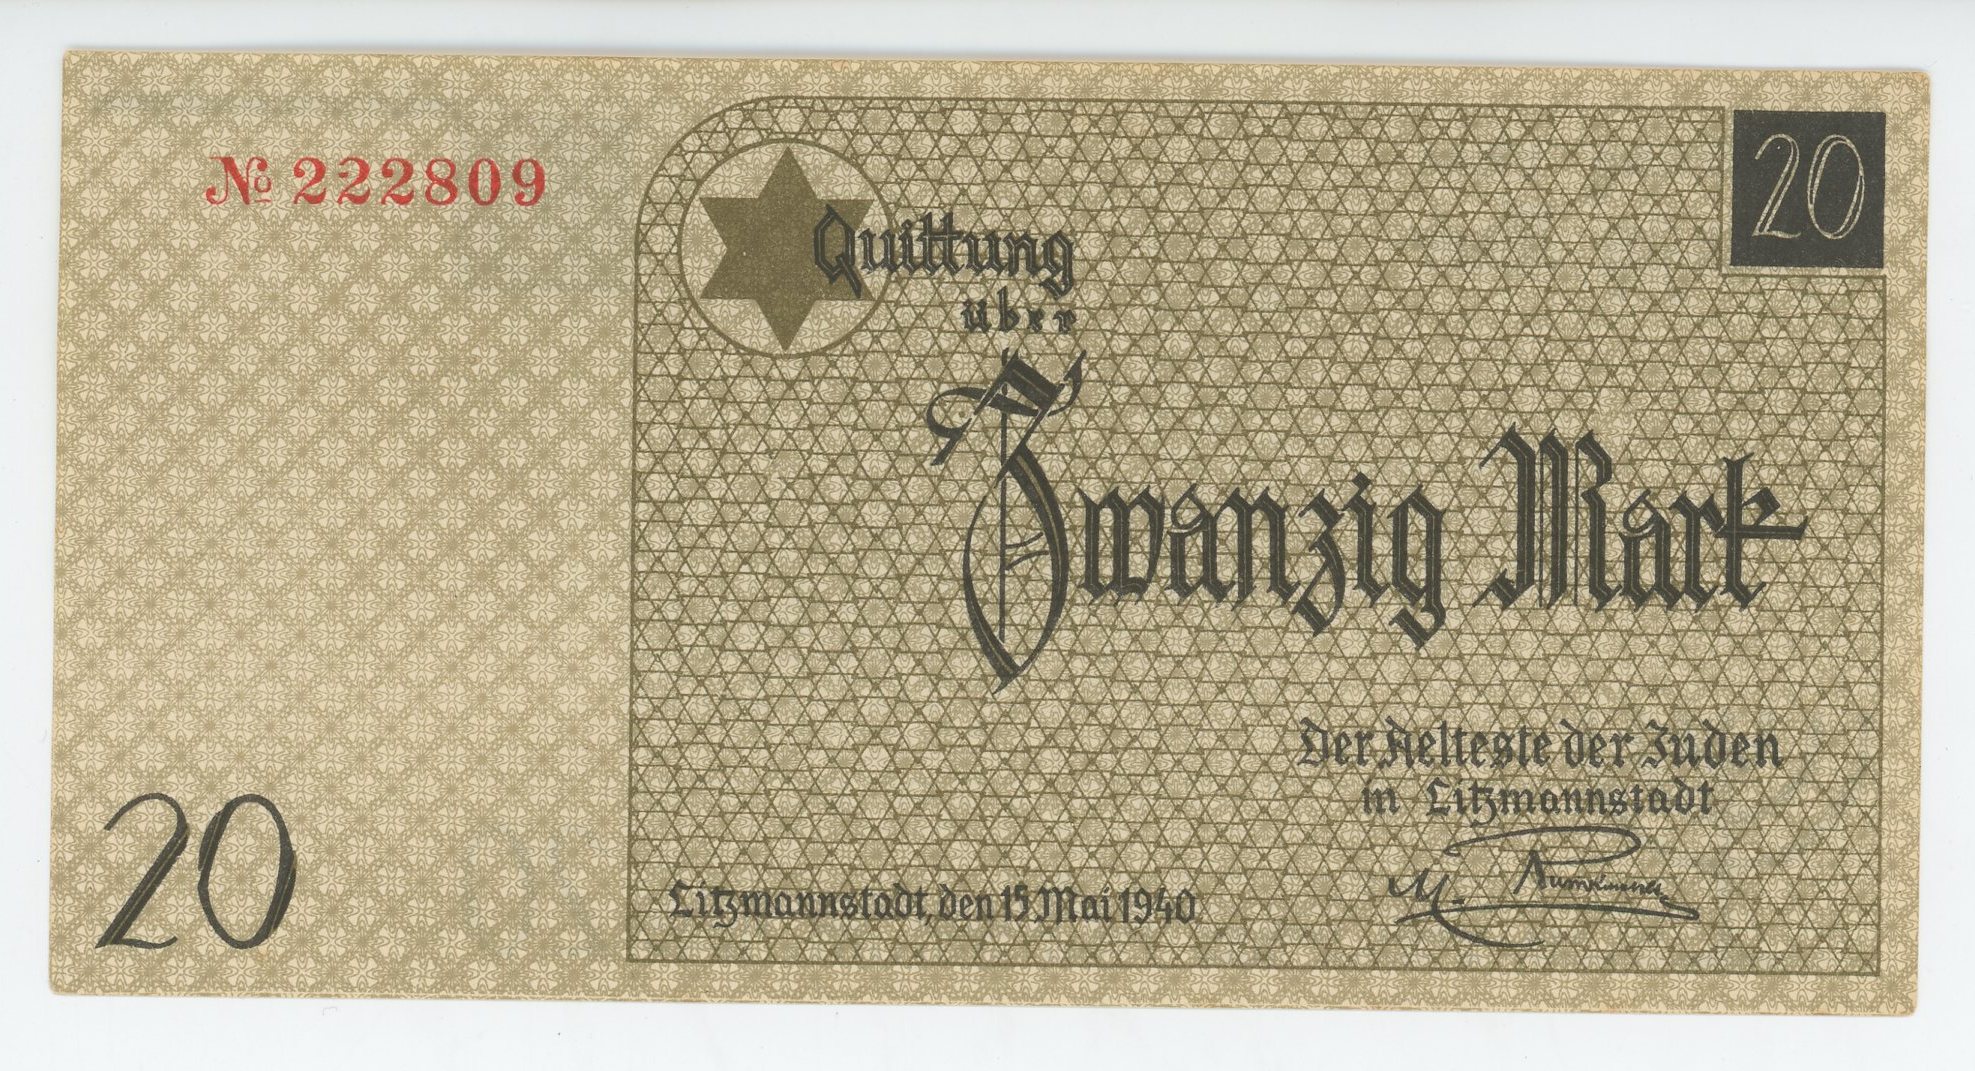 № 222809
20
Quittung
über
Zwanzig Mark
Der Aelteste der Juden
in Litzmannstadt
M. Rumkowski
Litzmannstadt, den 15. Mai 1940
20